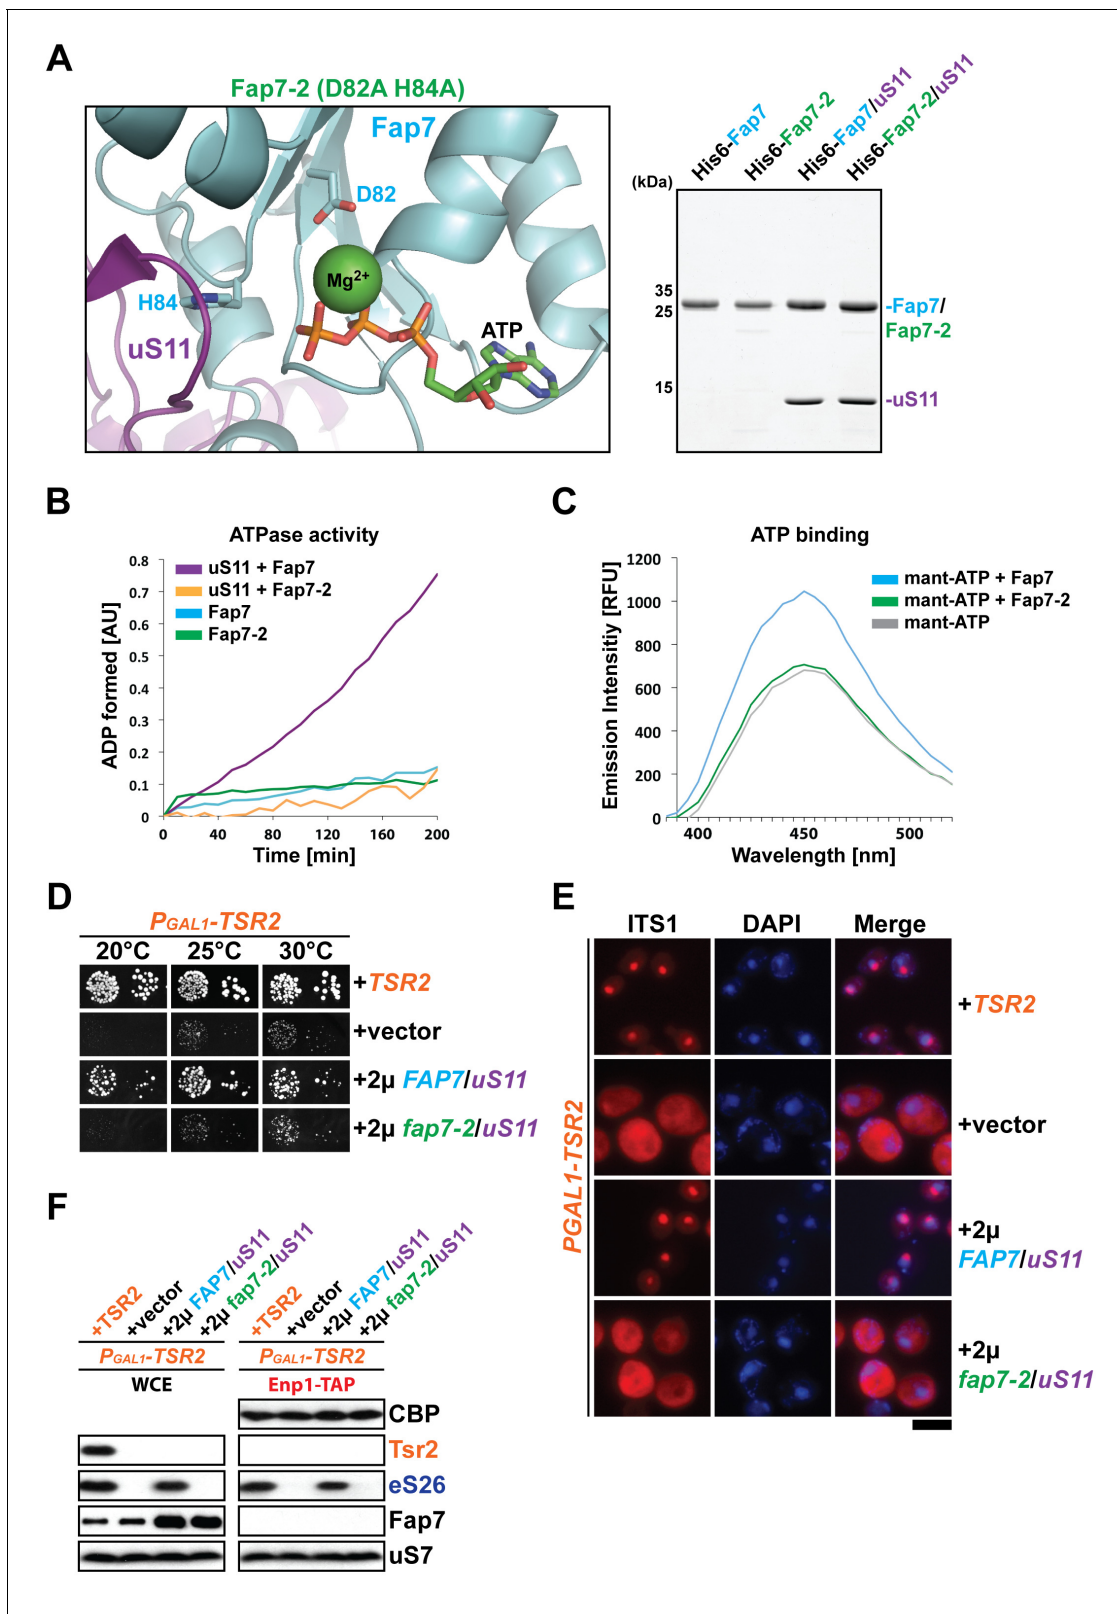 A
Fap7-2 (D82A H84A)
Fap7
D82
Mg2+
H84
uS11
ATP
His6-Fap7
His6-Fap7-2
His6-Fap7/uS11
His6-Fap7-2/uS11
(kDa)
35
25
15
-Fap7/
Fap7-2
-uS11
B
ATPase activity
uS11 + Fap7
uS11 + Fap7-2
Fap7
Fap7-2
ADP formed [AU]
0.8
0.7
0.6
0.5
0.4
0.3
0.2
0.1
0
0 40 80 120 160 200
Time [min]
C
ATP binding
mant-ATP + Fap7
mant-ATP + Fap7-2
mant-ATP
Emission Intensitiy [RFU]
1200
1000
800
600
400
200
0
400 450 500
Wavelength [nm]
D
PGAL1-TSR2
20°C 25°C 30°C
+TSR2
+vector
+2µ FAP7/uS11
+2µ fap7-2/uS11
E
ITS1 DAPI Merge
PGAL1-TSR2
+TSR2
+vector
+2µ
FAP7/uS11
+2µ
fap7-2/uS11
F
+TSR2
+vector
+2µ FAP7/uS11
+2µ fap7-2/uS11
+TSR2
+vector
+2µ FAP7/uS11
+2µ fap7-2/uS11
PGAL1-TSR2 PGAL1-TSR2
WCE Enp1-TAP
CBP
Tsr2
eS26
Fap7
uS7